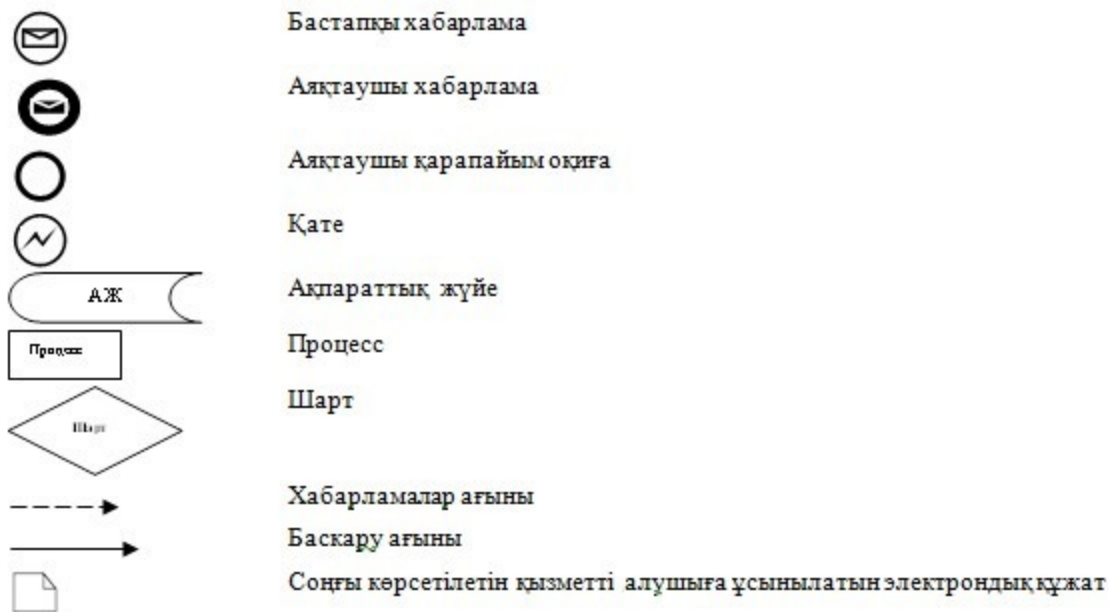 Бастапқы хабарлама
Аяқтаушы хабарлама
Аяқтаушы қарапайым оқиға
Қате
АЖ Ақпараттық жүйе
Процесс Процесс
Шарт Шарт
Хабарламалар ағыны
Баскару ағыны
Соңғы көрсетілетін қызметті алушыға ұсынылатын электрондық құжат